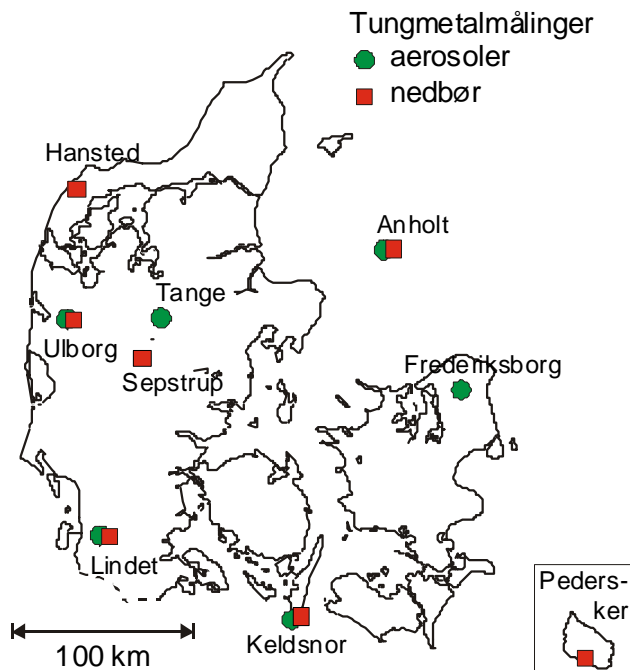 Tungmetalmålinger
aerosoler
nedbør
Hansted
Anholt
Tange
Ulborg
Sepstrup
Frederiksborg
Lindet
Keldsnor
Peders-
ker
100 km